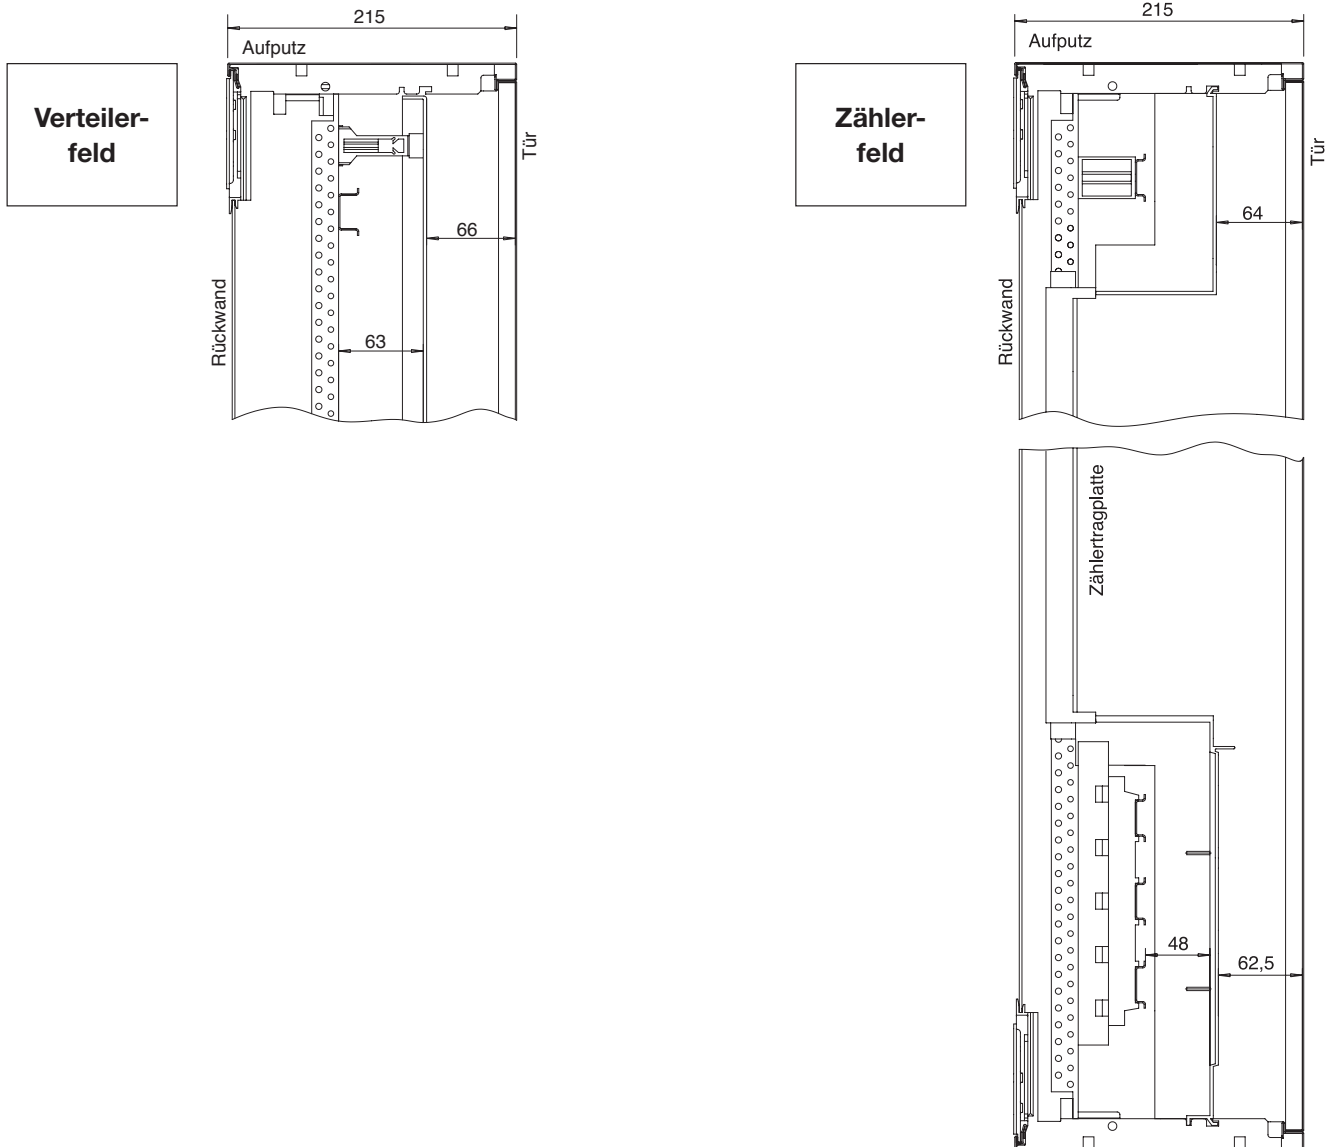 215
Aufputz
Verteiler-
feld
Tür
66
Rückwand
63
215
Aufputz
Zähler-
feld
Tür
64
Rückwand
Zählertragplatte
48
62,5